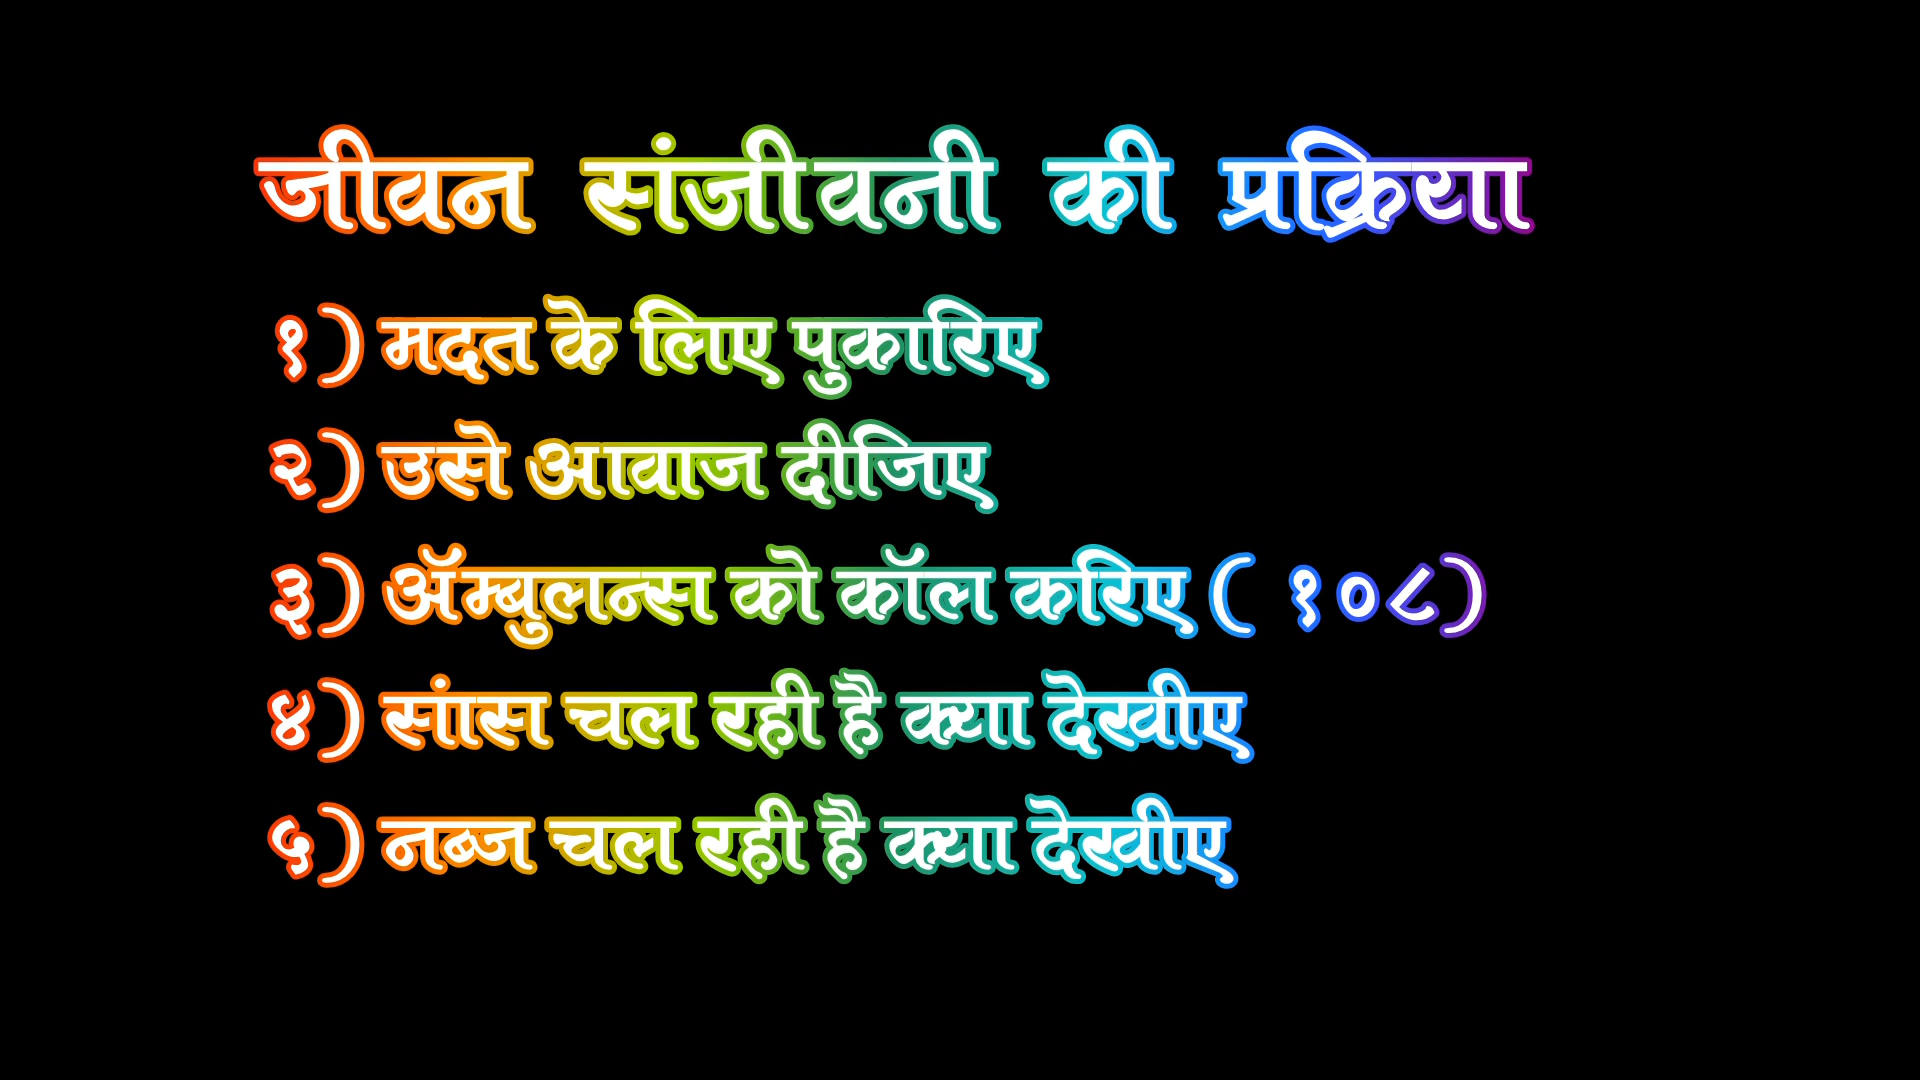 जीवन संजीवनी की प्रक्रिया
१) मदत के लिए पुकारिए
२) उसे आवाज दीजिए
३) ॲम्बुलन्स को कॉल करिए ( १०८)
४) सांस चल रही है क्या देखीए
५) नब्ज चल रही है क्या देखीए